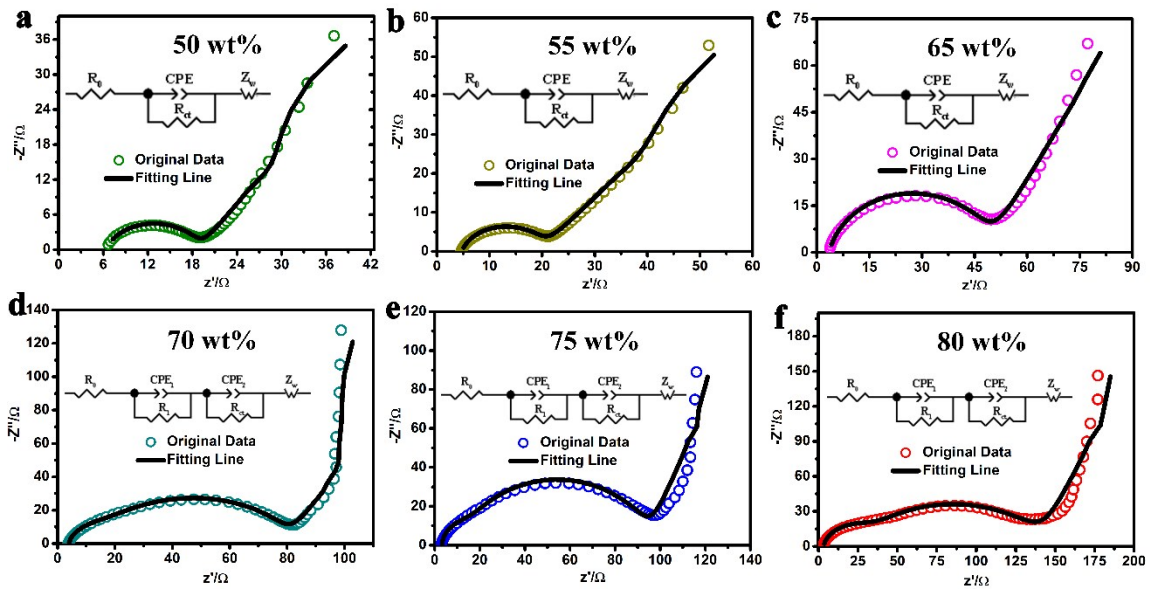 a
50 wt%
R0
CPE
Rct
Zw
Original Data
Fitting Line
-Z''/Ω
36
30
24
18
12
6
0
0 6 12 18 24 30 36 42
z'/Ω
b
55 wt%
R0
CPE
Rct
Zw
Original Data
Fitting Line
-Z''/Ω
60
50
40
30
20
10
0
0 10 20 30 40 50 60
z'/Ω
c
65 wt%
R0
CPE
Rct
Zw
Original Data
Fitting Line
-Z''/Ω
75
60
45
30
15
0
0 15 30 45 60 75 90
z'/Ω
d
70 wt%
R0
CPE1
CPE2
R1
Rct
Zw
Original Data
Fitting Line
-Z''/Ω
140
120
100
80
60
40
20
0
0 20 40 60 80 100
z'/Ω
e
75 wt%
R0
CPE1
CPE2
R1
Rct
Zw
Original Data
Fitting Line
-Z''/Ω
120
100
80
60
40
20
0
0 20 40 60 80 100 120 140
z'/Ω
f
80 wt%
R0
CPE1
CPE2
R1
Rct
Zw
Original Data
Fitting Line
-Z''/Ω
180
150
120
90
60
30
0
0 25 50 75 100 125 150 175 200
z'/Ω